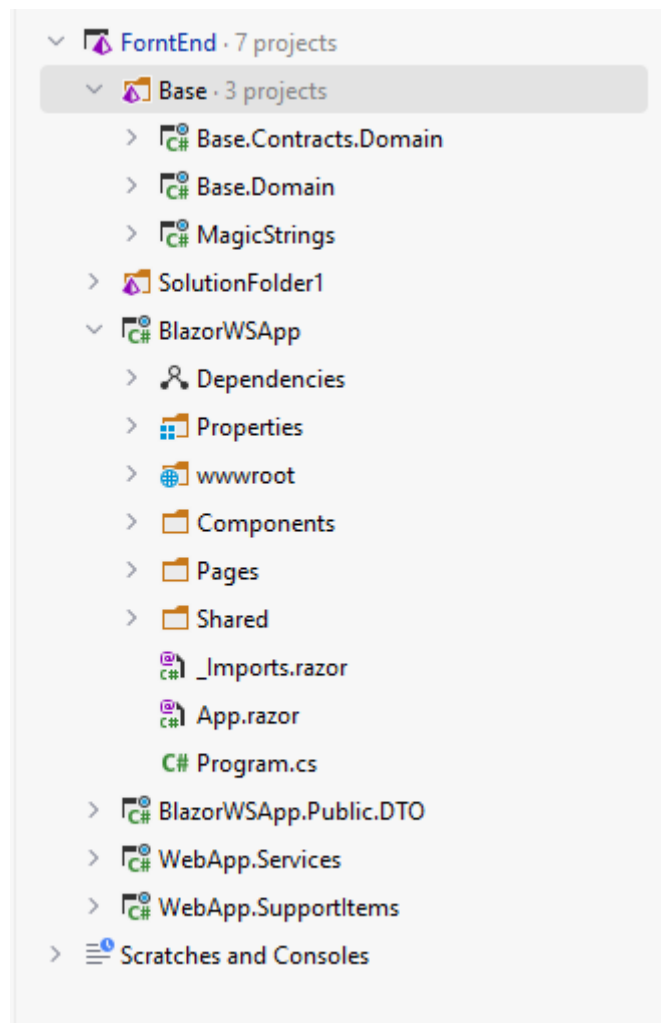 ForntEnd · 7 projects
Base · 3 projects
C# Base.Contracts.Domain
C# Base.Domain
C# MagicStrings
SolutionFolder1
C# BlazorWSApp
Dependencies
Properties
wwwroot
Components
Pages
Shared
@ C# _Imports.razor
@ C# App.razor
C# Program.cs
C# BlazorWSApp.Public.DTO
C# WebApp.Services
C# WebApp.SupportItems
Scratches and Consoles